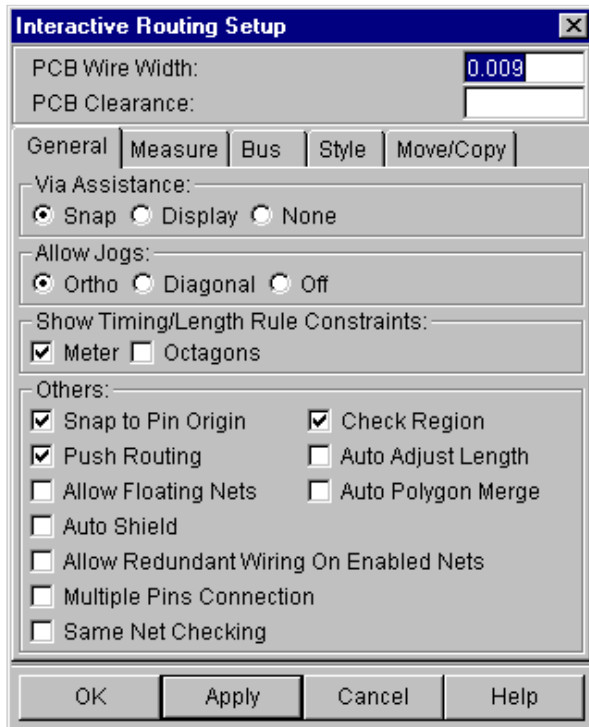 Interactive Routing Setup
PCB Wire Width: 0.009
PCB Clearance:
General Measure Bus Style Move/Copy
Via Assistance:
Snap Display None
Allow Jogs:
Ortho Diagonal Off
Show Timing/Length Rule Constraints:
Meter Octagons
Others:
Snap to Pin Origin Check Region
Push Routing Auto Adjust Length
Allow Floating Nets Auto Polygon Merge
Auto Shield
Allow Redundant Wiring On Enabled Nets
Multiple Pins Connection
Same Net Checking
OK Apply Cancel Help